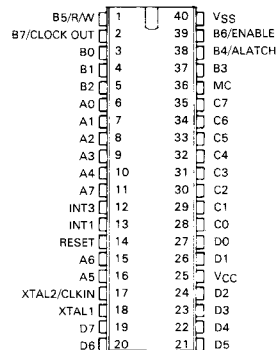 B5/R/W 1 40 VSS
B7/CLOCK OUT 2 39 B6/ENABLE
B0 3 38 B4/ALATCH
B1 4 37 B3
B2 5 36 MC
A0 6 35 C7
A1 7 34 C6
A2 8 33 C5
A3 9 32 C4
A4 10 31 C3
A7 11 30 C2
INT3 12 29 C1
INT1 13 28 C0
RESET 14 27 D0
A6 15 26 D1
A5 16 25 VCC
XTAL2/CLKIN 17 24 D2
XTAL1 18 23 D3
D7 19 22 D4
D6 20 21 D5